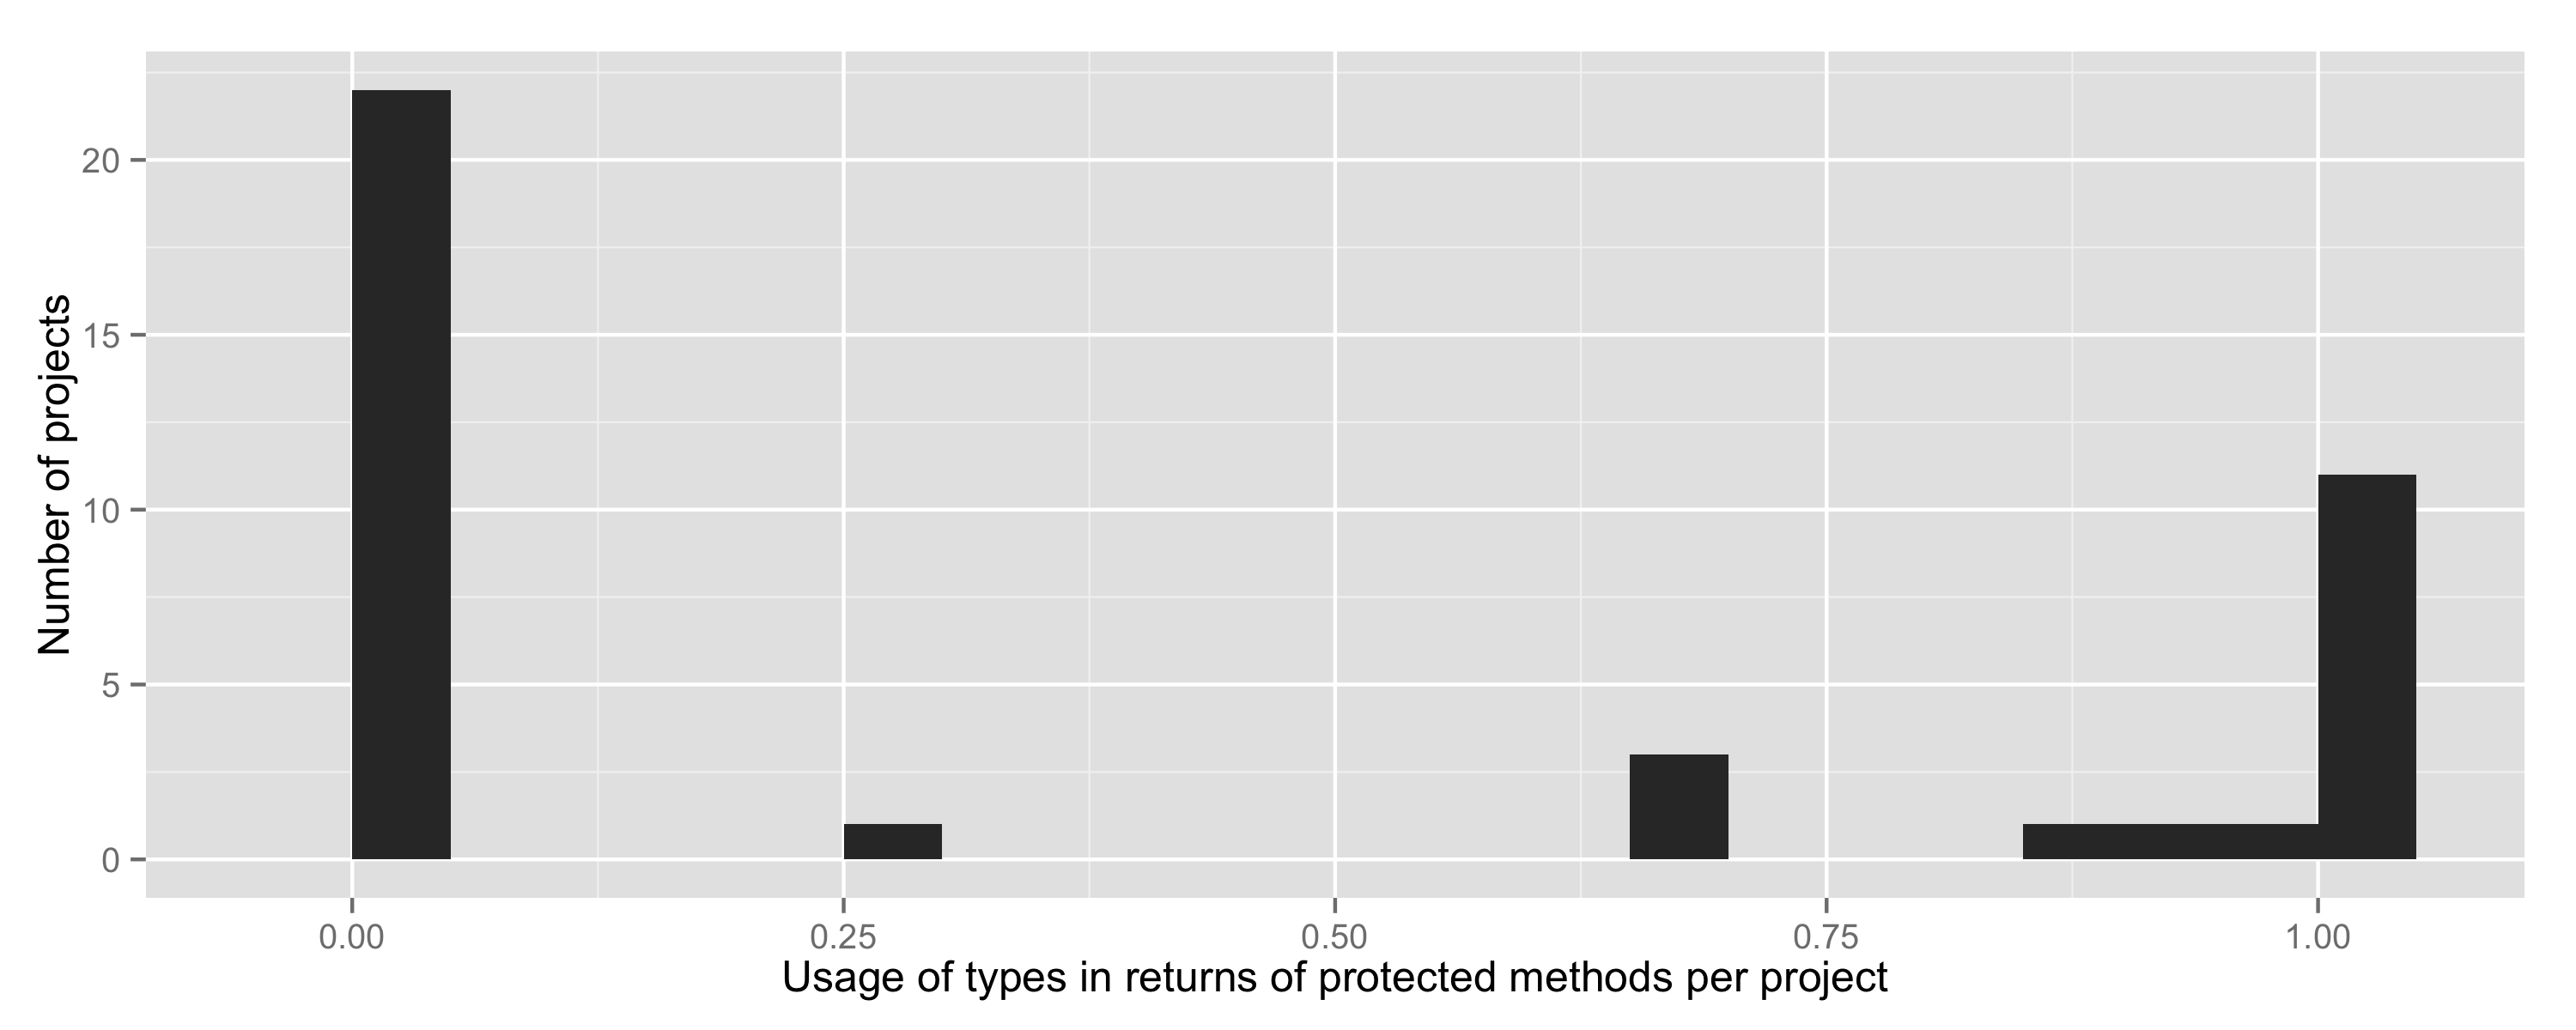 Number of projects
20
15
10
5
0
0.00 0.25 0.50 0.75 1.00
Usage of types in returns of protected methods per project